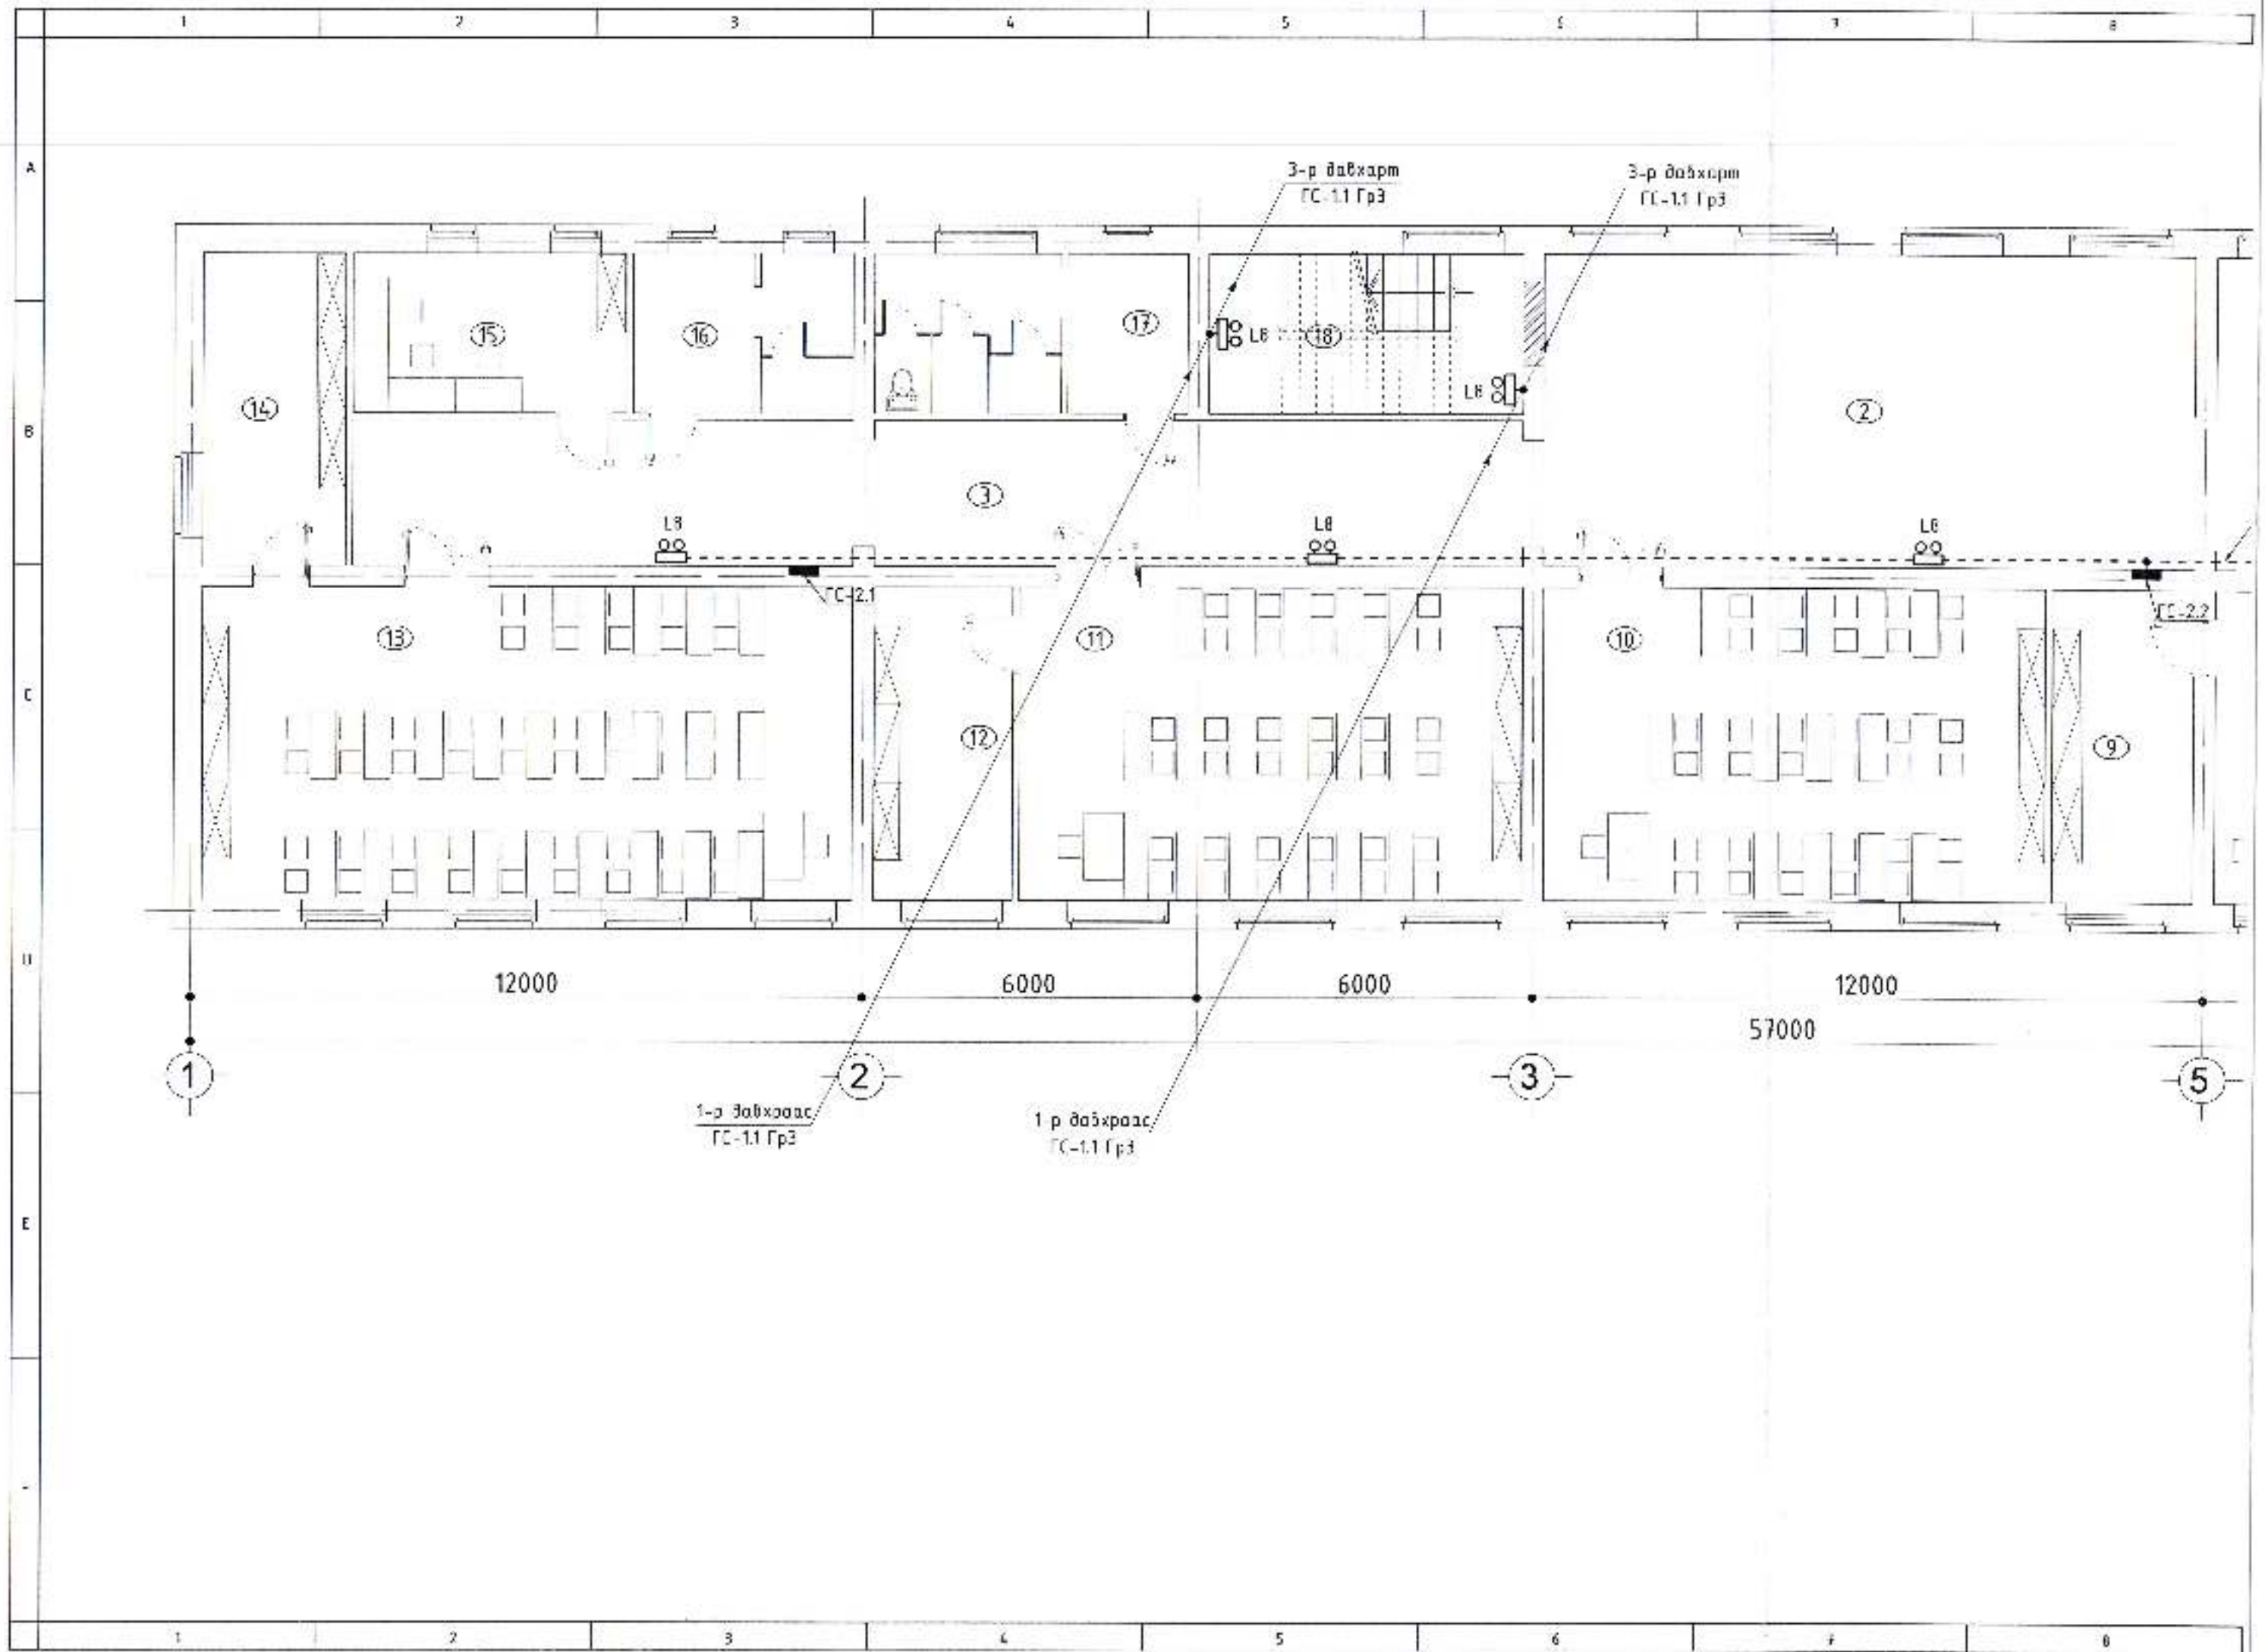 1 2 3 4 5 6 7 8
A
3-р давхарт
ГС-1.1 Гр3
3-р давхарт
ГС-1.1 Гр3
15
16
17
L8
18
L8
14
2
B
3
L8
L8
L8
ГС-2.1
ГС-2.2
13
11
10
C
12
9
D
12000
6000
6000
12000
57000
1
2
3
5
1-р давхраас
ГС-1.1 Гр3
1-р давхраас
ГС-1.1 Гр3
E
1 2 3 4 5 6 7 8